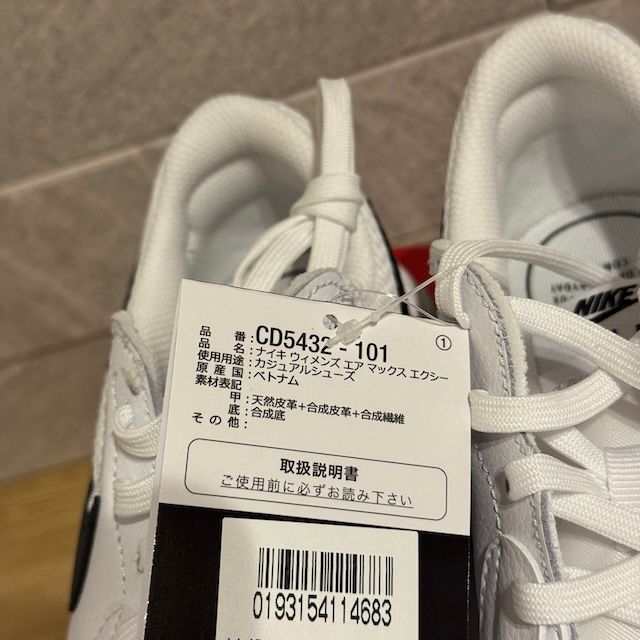 ①
品 番：CD5432 - 101
品 名：ナイキ ウィメンズ エア マックス エクシー
使用用途：カジュアルシューズ
原 産 国：ベトナム
素材表記：
甲：天然皮革+合成皮革+合成繊維
底：合成底
そ の 他：
取扱説明書
ご使用前に必ずお読み下さい
0193154114683
NIKE